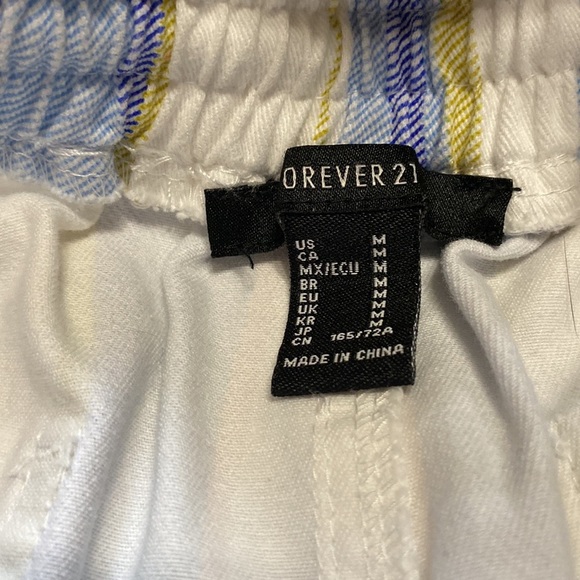 OREVER 21
US M
CA M
MX/ECU M
BR M
EU M
UK M
KR M
JP M
CN 165/72A
MADE IN CHINA